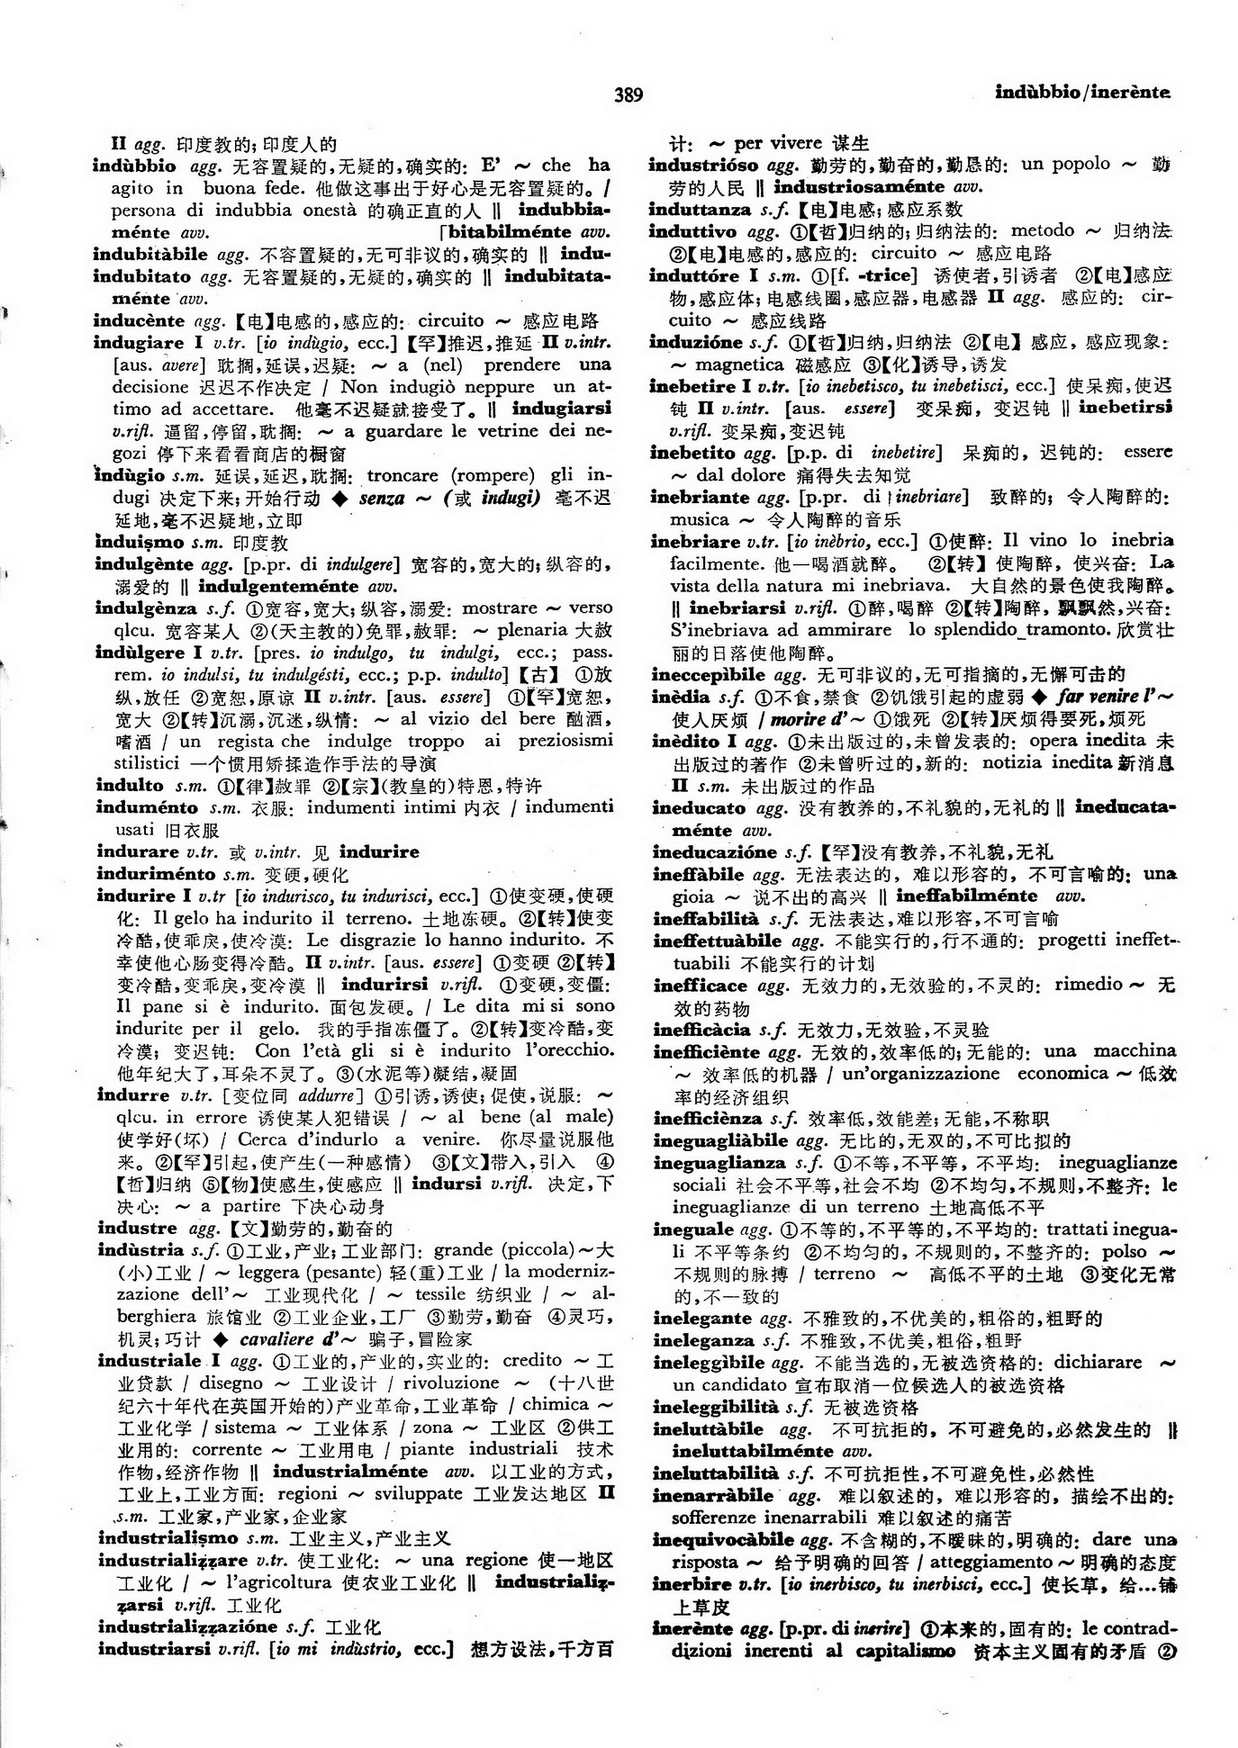 389
indùbbio/inerènte
II agg. 印度教的; 印度人的
indùbbio agg. 无容置疑的,无疑的,确实的: E' ～ che ha
agito in buona fede. 他做这事出于好心是无容置疑的。/
persona di indubbia onestà 的确正直的人 ‖ indubbia-
ménte avv. ⌈bitabilménte avv.
indubitàbile agg. 不容置疑的,无可非议的,确实的 ‖ indu-
indubitato agg. 无容置疑的,无疑的,确实的 ‖ indubitata-
ménte avv.
inducènte agg.【电】电感的,感应的: circuito ～ 感应电路
indugiare I v.tr. [io indùgio, ecc.]【罕】推迟,推延 II v.intr.
[aus. avere] 耽搁,延误,迟疑: ～ a (nel) prendere una
decisione 迟迟不作决定 / Non indugiò neppure un at-
timo ad accettare. 他毫不迟疑就接受了。‖ indugiarsi
v.rifl. 逼留,停留,耽搁: ～ a guardare le vetrine dei ne-
gozi 停下来看看商店的橱窗
indùgio s.m. 延误,延迟,耽搁: troncare (rompere) gli in-
dugi 决定下来;开始行动 ◆ senza ～ (或 indugi) 毫不迟
延地,毫不迟疑地,立即
induişmo s.m. 印度教
indulgènte agg. [p.pr. di indulgere] 宽容的,宽大的; 纵容的,
溺爱的 ‖ indulgenteménte avv.
indulgènza s.f. ①宽容,宽大; 纵容,溺爱: mostrare ～ verso
qlcu. 宽容某人 ②(天主教的)免罪,赦罪: ～ plenaria 大赦
indùlgere I v.tr. [pres. io indulgo, tu indulgi, ecc.; pass.
rem. io indulsi, tu indulgésti, ecc.; p.p. indulto]【古】 ①放
纵,放任 ②宽恕,原谅 II v.intr. [aus. essere] ①【罕】宽恕,
宽大 ②【转】沉溺,沉迷,纵情: ～ al vizio del bere 酗酒,
嗜酒 / un regista che indulge troppo ai preziosismi
stilistici 一个惯用矫揉造作手法的导演
indulto s.m. ①【律】赦罪 ②【宗】(教皇的)特恩,特许
induménto s.m. 衣服: indumenti intimi 内衣 / indumenti
usati 旧衣服
indurare v.tr. 或 v.intr. 见 indurire
induriménto s.m. 变硬,硬化
indurire I v.tr [io indurisco, tu indurisci, ecc.] ①使变硬,使硬
化: Il gelo ha indurito il terreno. 土地冻硬。②【转】使变
冷酷,使乖戾,使冷漠: Le disgrazie lo hanno indurito. 不
幸使他心肠变得冷酷。II v.intr. [aus. essere] ①变硬 ②【转】
变冷酷,变乖戾,变冷漠 ‖ indurirsi v.rifl. ①变硬,变僵:
Il pane si è indurito. 面包发硬。/ Le dita mi si sono
indurite per il gelo. 我的手指冻僵了。②【转】变冷酷,变
冷漠; 变迟钝: Con l'età gli si è indurito l'orecchio.
他年纪大了,耳朵不灵了。③(水泥等)凝结,凝固
indurre v.tr. [变位同 addurre] ①引诱,诱使; 促使,说服: ～
qlcu. in errore 诱使某人犯错误 / ～ al bene (al male)
使学好(坏) / Cerca d'indurlo a venire. 你尽量说服他
来。②【罕】引起,使产生(一种感情) ③【文】带入,引入 ④
【哲】归纳 ⑤【物】使感生,使感应 ‖ indursi v.rifl. 决定,下
决心: ～ a partire 下决心动身
industre agg.【文】勤劳的,勤奋的
indùstria s.f. ①工业,产业; 工业部门: grande (piccola)～大
(小)工业 / ～ leggera (pesante) 轻(重)工业 / la moderniz-
zazione dell'～ 工业现代化 / ～ tessile 纺织业 / ～ al-
berghiera 旅馆业 ②工业企业,工厂 ③勤劳,勤奋 ④灵巧,
机灵; 巧计 ◆ cavaliere d'～ 骗子,冒险家
industriale I agg. ①工业的,产业的,实业的: credito ～ 工
业贷款 / disegno ～ 工业设计 / rivoluzione ～ (十八世
纪六十年代在英国开始的)产业革命,工业革命 / chimica ～
工业化学 / sistema ～ 工业体系 / zona ～ 工业区 ②供工
业用的: corrente ～ 工业用电 / piante industriali 技术
作物,经济作物 ‖ industrialménte avv. 以工业的方式,
工业上,工业方面: regioni ～ sviluppate 工业发达地区 II
s.m. 工业家,产业家,企业家
industrialişmo s.m. 工业主义,产业主义
industrializzare v.tr. 使工业化: ～ una regione 使一地区
工业化 / ～ l'agricoltura 使农业工业化 ‖ industrializ-
zarsi v.rifl. 工业化
industrializzazióne s.f. 工业化
industriarsi v.rifl. [io mi indùstrio, ecc.] 想方设法,千方百
计: ～ per vivere 谋生
industrióso agg. 勤劳的,勤奋的,勤恳的: un popolo ～ 勤
劳的人民 ‖ industriosaménte avv.
induttanza s.f.【电】电感; 感应系数
induttivo agg. ①【哲】归纳的; 归纳法的: metodo ～ 归纳法
②【电】电感的,感应的: circuito ～ 感应电路
induttóre I s.m. ①[f. -trice] 诱使者,引诱者 ②【电】感应
物,感应体; 电感线圈,感应器,电感器 II agg. 感应的: cir-
cuito ～ 感应线路
induzióne s.f. ①【哲】归纳,归纳法 ②【电】感应, 感应现象:
～ magnetica 磁感应 ③【化】诱导,诱发
inebetire I v.tr. [io inebetisco, tu inebetisci, ecc.] 使呆痴,使迟
钝 II v.intr. [aus. essere] 变呆痴, 变迟钝 ‖ inebetirsi
v.rifl. 变呆痴,变迟钝
inebetito agg. [p.p. di inebetire] 呆痴的, 迟钝的: essere
～ dal dolore 痛得失去知觉
inebriante agg. [p.pr. di inebriare] 致醉的; 令人陶醉的:
musica ～ 令人陶醉的音乐
inebriare v.tr. [io inèbrio, ecc.] ①使醉: Il vino lo inebria
facilmente. 他一喝酒就醉。 ②【转】使陶醉, 使兴奋: La
vista della natura mi inebriava. 大自然的景色使我陶醉。
‖ inebriarsi v.rifl. ①醉,喝醉 ②【转】陶醉, 飘飘然,兴奋:
S'inebriava ad ammirare lo splendido tramonto. 欣赏壮
丽的日落使他陶醉。
ineccepìbile agg. 无可非议的,无可指摘的,无懈可击的
inèdia s.f. ①不食,禁食 ②饥饿引起的虚弱 ◆ far venire l'～
使人厌烦 / morire d'～ ①饿死 ②【转】厌烦得要死,烦死
inèdito I agg. ①未出版过的,未曾发表的: opera inedita 未
出版过的著作 ②未曾听过的,新的: notizia inedita 新消息
II s.m. 未出版过的作品
ineducato agg. 没有教养的,不礼貌的,无礼的 ‖ ineducata-
ménte avv.
ineducazióne s.f.【罕】没有教养,不礼貌,无礼
ineffàbile agg. 无法表达的, 难以形容的, 不可言喻的: una
gioia ～ 说不出的高兴 ‖ ineffabilménte avv.
ineffabilità s.f. 无法表达,难以形容,不可言喻
ineffettuàbile agg. 不能实行的,行不通的: progetti ineffet-
tuabili 不能实行的计划
inefficace agg. 无效力的,无效验的,不灵的: rimedio ～ 无
效的药物
inefficàcia s.f. 无效力,无效验,不灵验
inefficiènte agg. 无效的,效率低的; 无能的: una macchina
～ 效率低的机器 / un'organizzazione economica ～ 低效
率的经济组织
inefficiènza s.f. 效率低,效能差; 无能,不称职
ineguagliàbile agg. 无比的,无双的,不可比拟的
ineguaglianza s.f. ①不等,不平等, 不平均: ineguaglianze
sociali 社会不平等,社会不均 ②不均匀,不规则,不整齐: le
ineguaglianze di un terreno 土地高低不平
ineguale agg. ①不等的,不平等的,不平均的: trattati inegua-
li 不平等条约 ②不均匀的, 不规则的, 不整齐的: polso ～
不规则的脉搏 / terreno ～ 高低不平的土地 ③变化无常
的,不一致的
inelegante agg. 不雅致的,不优美的,粗俗的,粗野的
ineleganza s.f. 不雅致,不优美,粗俗,粗野
ineleggìbile agg. 不能当选的,无被选资格的: dichiarare ～
un candidato 宣布取消一位候选人的被选资格
ineleggibilità s.f. 无被选资格
ineluttàbile agg. 不可抗拒的, 不可避免的,必然发生的 ‖
ineluttabilménte avv.
ineluttabilità s.f. 不可抗拒性,不可避免性,必然性
inenarràbile agg. 难以叙述的, 难以形容的, 描绘不出的:
sofferenze inenarrabili 难以叙述的痛苦
inequivocàbile agg. 不含糊的,不暧昧的,明确的: dare una
risposta ～ 给予明确的回答 / atteggiamento ～ 明确的态度
inerbire v.tr. [io inerbisco, tu inerbisci, ecc.] 使长草, 给…铺
上草皮
inerènte agg. [p.pr. di inerire] ①本来的,固有的: le contrad-
dizioni inerenti al capitalismo 资本主义固有的矛盾 ②